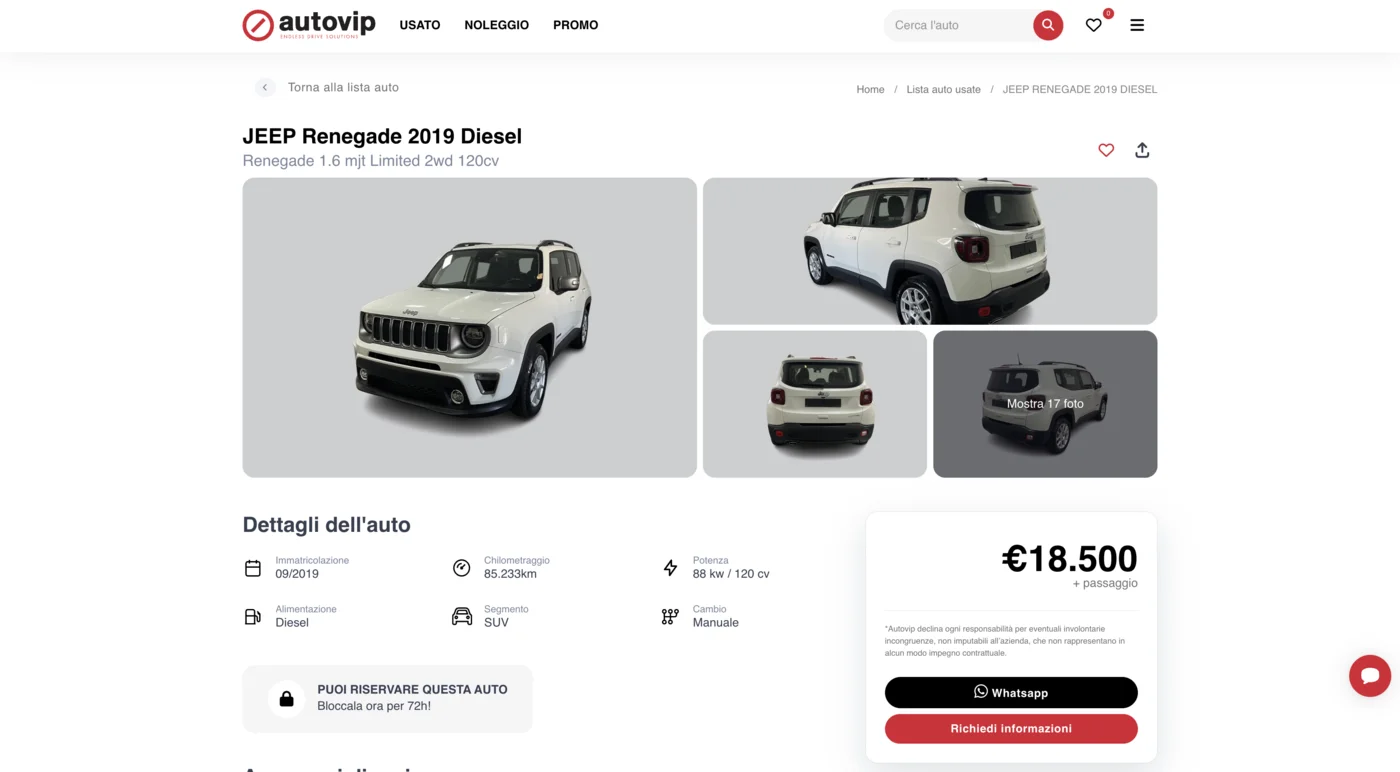 autovip
ENDLESS DRIVE SOLUTIONS
USATO
NOLEGGIO
PROMO
Cerca l'auto
0
Torna alla lista auto
Home / Lista auto usate / JEEP RENEGADE 2019 DIESEL
JEEP Renegade 2019 Diesel
Renegade 1.6 mjt Limited 2wd 120cv
Jeep
Mostra 17 foto
Dettagli dell'auto
Immatricolazione
09/2019
Chilometraggio
85.233km
Potenza
88 kw / 120 cv
Alimentazione
Diesel
Segmento
SUV
Cambio
Manuale
PUOI RISERVARE QUESTA AUTO
Bloccala ora per 72h!
€18.500
+ passaggio
*Autovip declina ogni responsabilità per eventuali involontarie
incongruenze, non imputabili all'azienda, che non rappresentano in
alcun modo impegno contrattuale.
Whatsapp
Richiedi informazioni